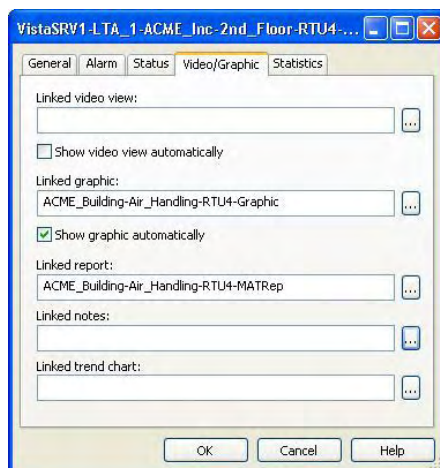 VistaSRV1-LTA_1-ACME_Inc-2nd_Floor-RTU4-...
General Alarm Status Video/Graphic Statistics
Linked video view:
...
Show video view automatically
Linked graphic:
ACME_Building-Air_Handling-RTU4-Graphic
...
Show graphic automatically
Linked report:
ACME_Building-Air_Handling-RTU4-MATRep
...
Linked notes:
...
Linked trend chart:
...
OK Cancel Help